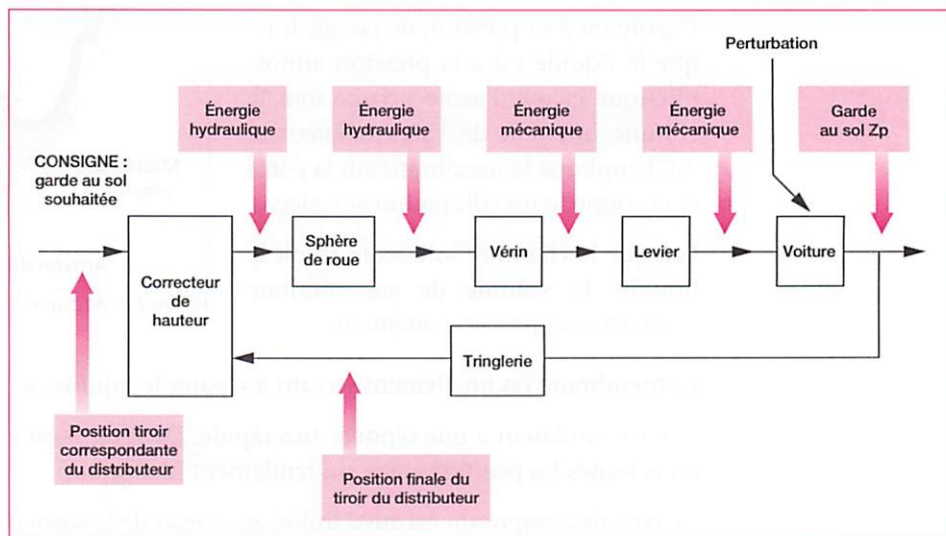 Perturbation
Énergie
hydraulique
Énergie
hydraulique
Énergie
mécanique
Énergie
mécanique
Garde
au sol Zp
CONSIGNE :
garde au sol
souhaitée
Correcteur
de
hauteur
Sphère
de roue
Vérin
Levier
Voiture
Tringlerie
Position tiroir
correspondante
du distributeur
Position finale du
tiroir du distributeur